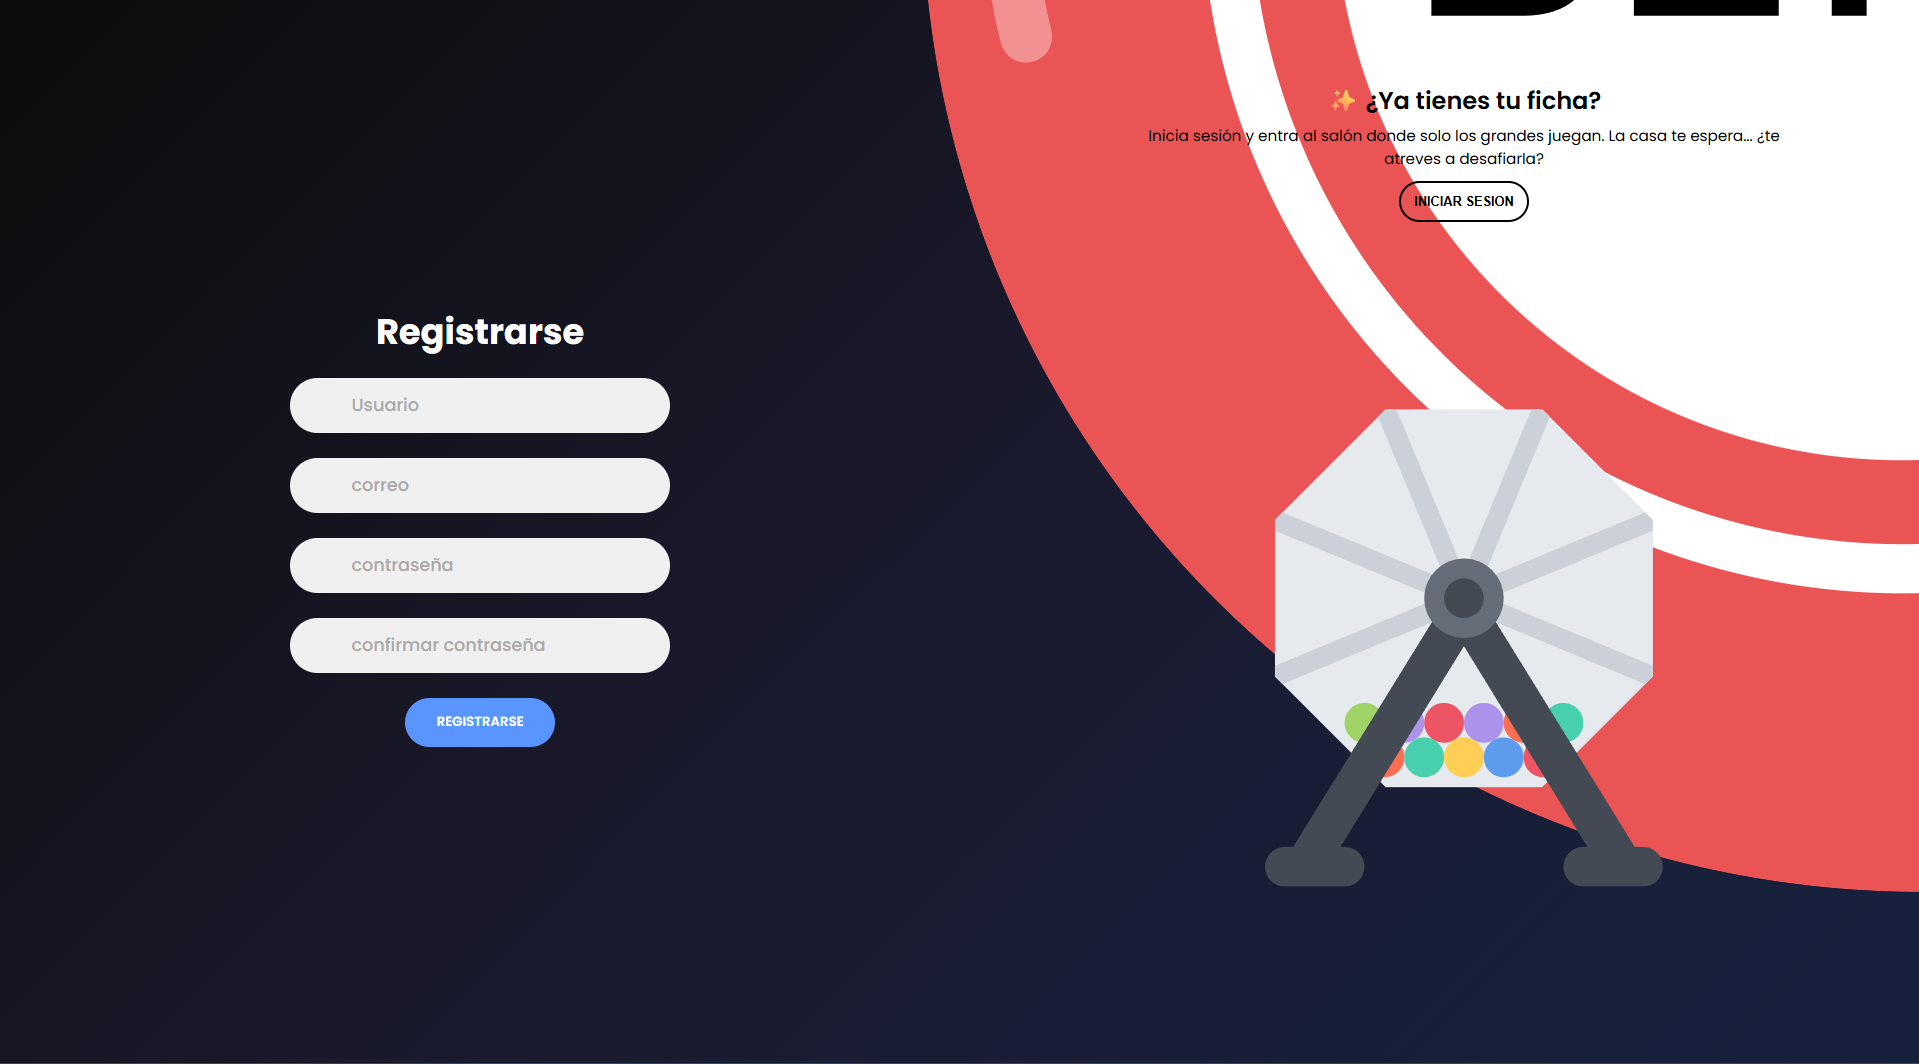 ✨ ¿Ya tienes tu ficha?
Inicia sesión y entra al salón donde solo los grandes juegan. La casa te espera... ¿te
atreves a desafiarla?
INICIAR SESION
Registrarse
Usuario
correo
contraseña
confirmar contraseña
REGISTRARSE